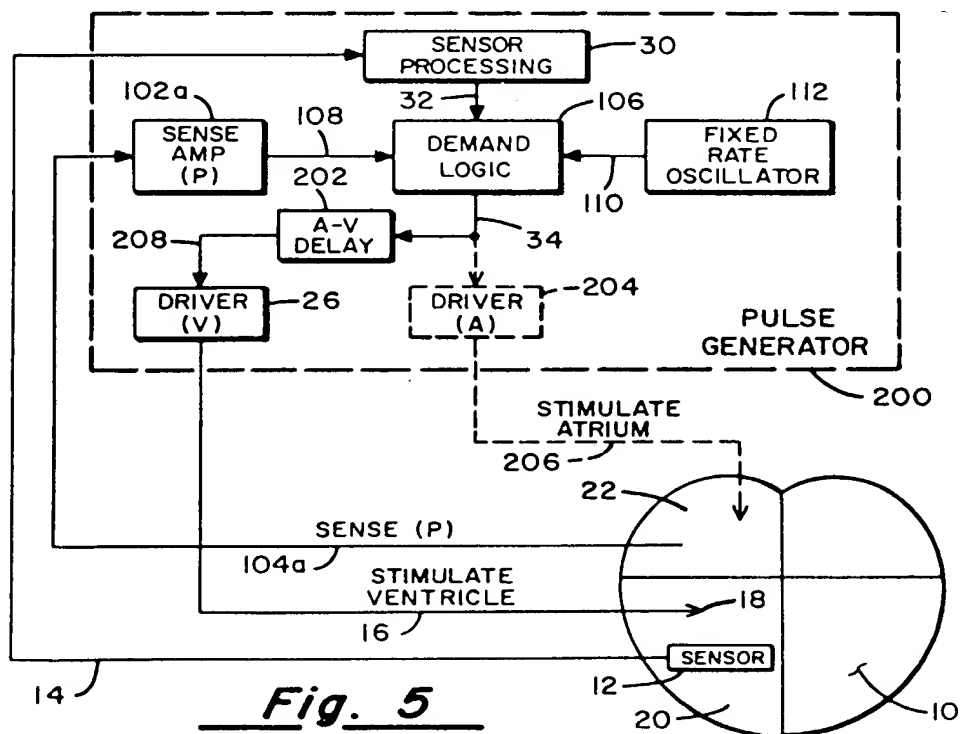 SENSOR
PROCESSING
30
102a
32
106
112
SENSE
AMP
(P)
108
DEMAND
LOGIC
FIXED
RATE
OSCILLATOR
202
110
A-V
DELAY
34
208
DRIVER
(V)
26
DRIVER
(A)
204
PULSE
GENERATOR
200
STIMULATE
ATRIUM
206
22
SENSE (P)
104a
STIMULATE
VENTRICLE
18
16
SENSOR
14
12
20
10
Fig. 5